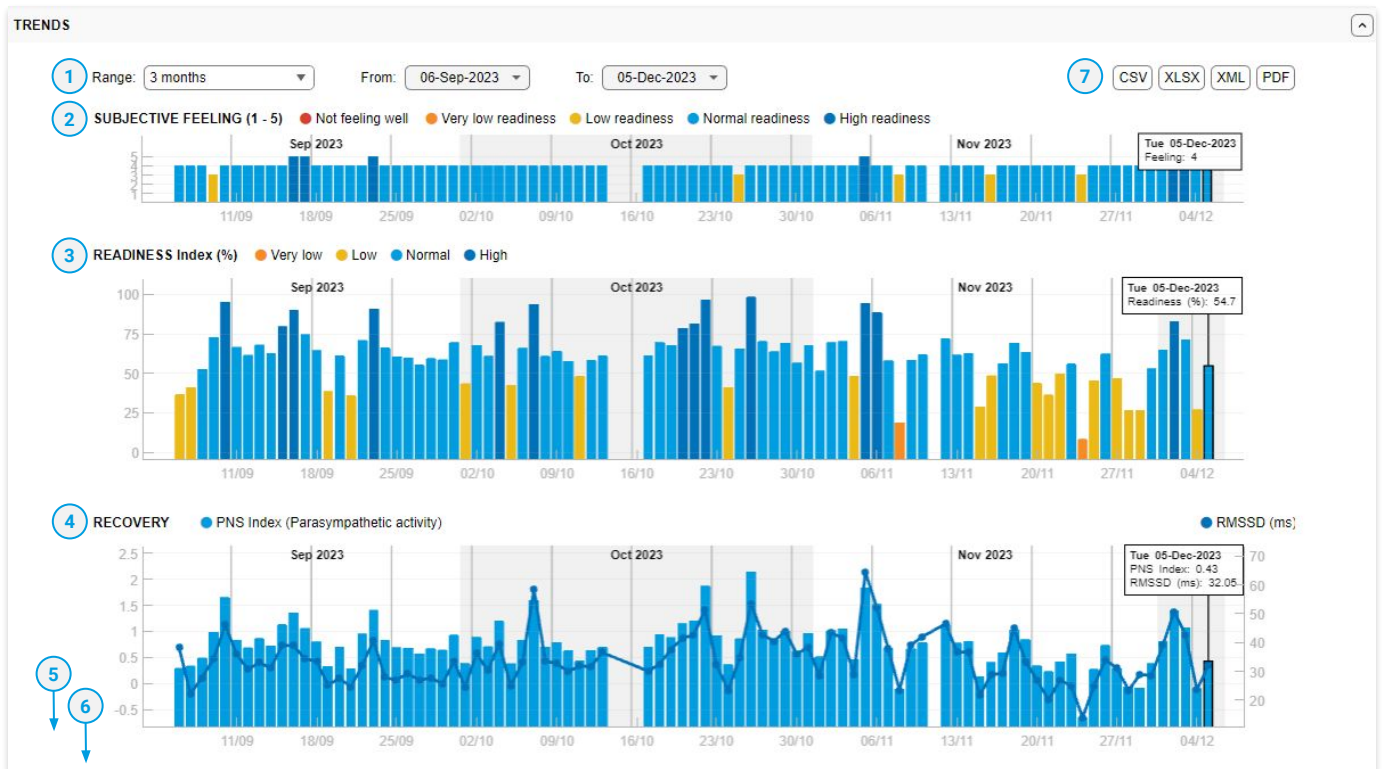 TRENDS
1 Range: 3 months From: 06-Sep-2023 To: 05-Dec-2023 7 CSV XLSX XML PDF
2 SUBJECTIVE FEELING (1 - 5) Not feeling well Very low readiness Low readiness Normal readiness High readiness
Sep 2023 Oct 2023 Nov 2023 Tue 05-Dec-2023
Feeling: 4
5
4
3
2
1
11/09 18/09 25/09 02/10 09/10 16/10 23/10 30/10 06/11 13/11 20/11 27/11 04/12
3 READINESS Index (%) Very low Low Normal High
Sep 2023 Oct 2023 Nov 2023 Tue 05-Dec-2023
Readiness (%): 54.7
100
75
50
25
0
11/09 18/09 25/09 02/10 09/10 16/10 23/10 30/10 06/11 13/11 20/11 27/11 04/12
4 RECOVERY PNS Index (Parasympathetic activity) RMSSD (ms)
Sep 2023 Oct 2023 Nov 2023 Tue 05-Dec-2023
PNS Index: 0.43
RMSSD (ms): 32.05
2.5 70
2 60
1.5 50
1 40
0.5 30
0 20
-0.5
5
6
11/09 18/09 25/09 02/10 09/10 16/10 23/10 30/10 06/11 13/11 20/11 27/11 04/12